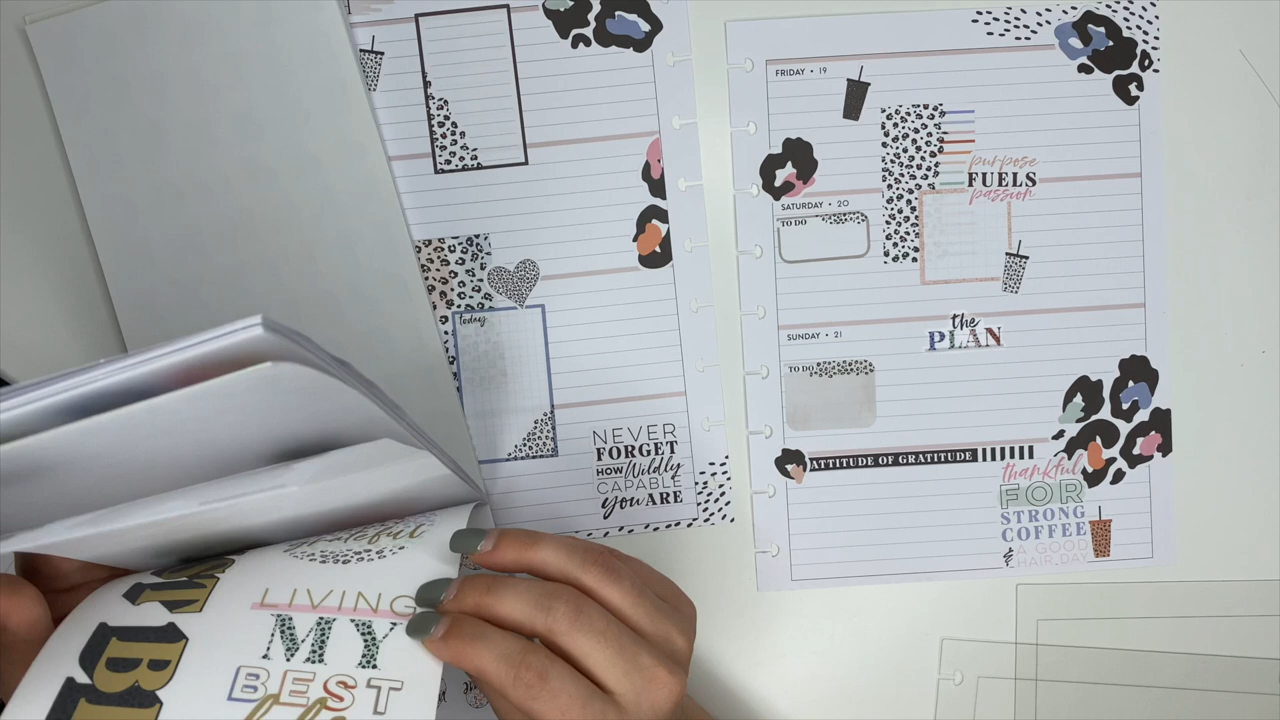 FRIDAY • 19
purpose
FUELS
passion
SATURDAY • 20
TO DO
the
PLAN
SUNDAY • 21
TO DO
ATTITUDE OF GRATITUDE
thankful
FOR
STRONG
COFFEE
& A GOOD
HAIR DAY
today
NEVER
FORGET
HOW Wildly
CAPABLE
you ARE
grateful
LIVING
MY
BEST